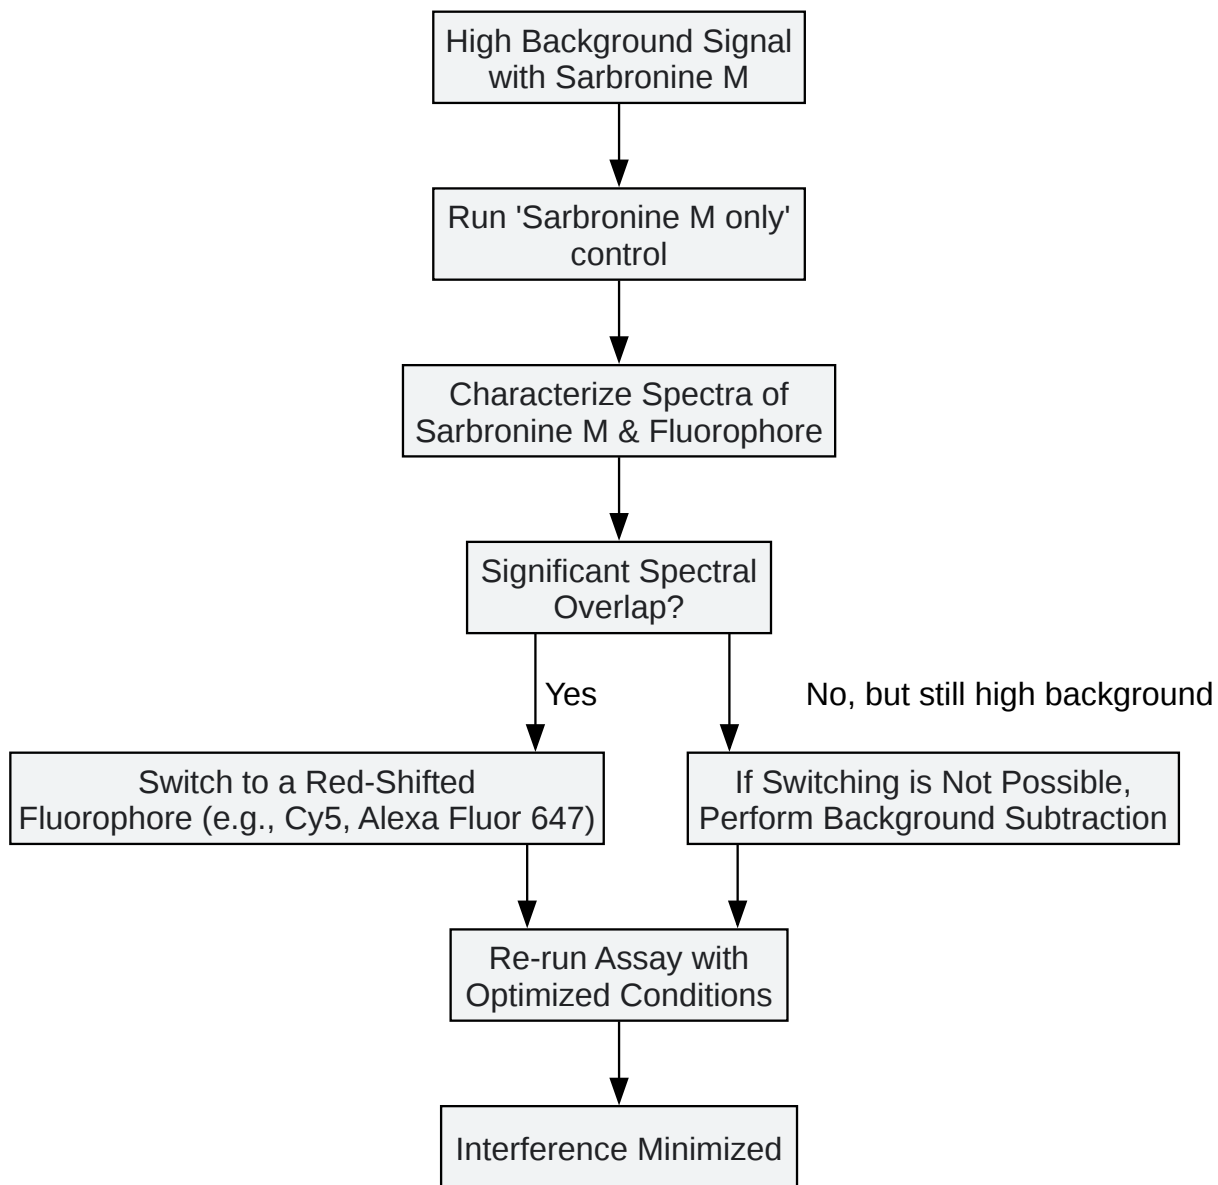 High Background Signal
with Sarbronine M
Run 'Sarbronine M only'
control
Characterize Spectra of
Sarbronine M & Fluorophore
Significant Spectral
Overlap?
Yes
No, but still high background
Switch to a Red-Shifted
Fluorophore (e.g., Cy5, Alexa Fluor 647)
If Switching is Not Possible,
Perform Background Subtraction
Re-run Assay with
Optimized Conditions
Interference Minimized